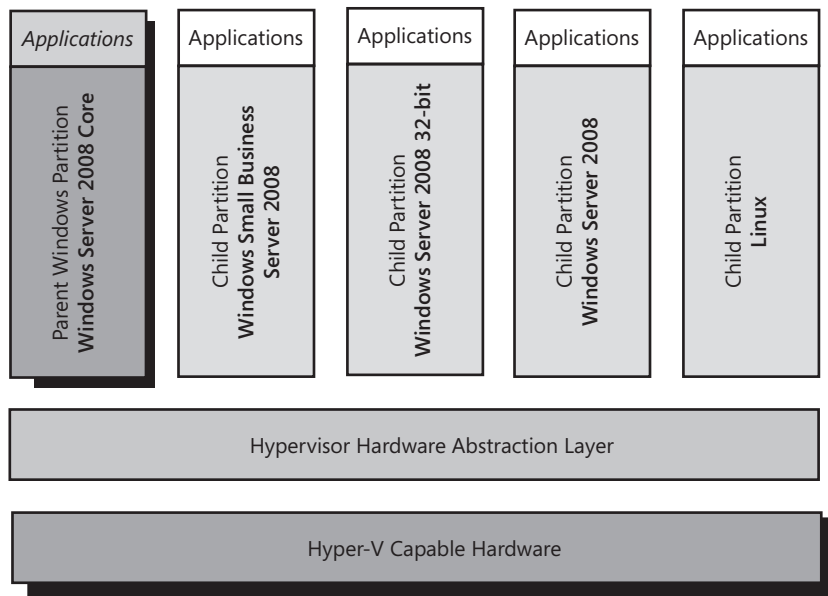 Applications
Parent Windows Partition
Windows Server 2008 Core
Applications
Child Partition
Windows Small Business
Server 2008
Applications
Child Partition
Windows Server 2008 32-bit
Applications
Child Partition
Windows Server 2008
Applications
Child Partition
Linux
Hypervisor Hardware Abstraction Layer
Hyper-V Capable Hardware